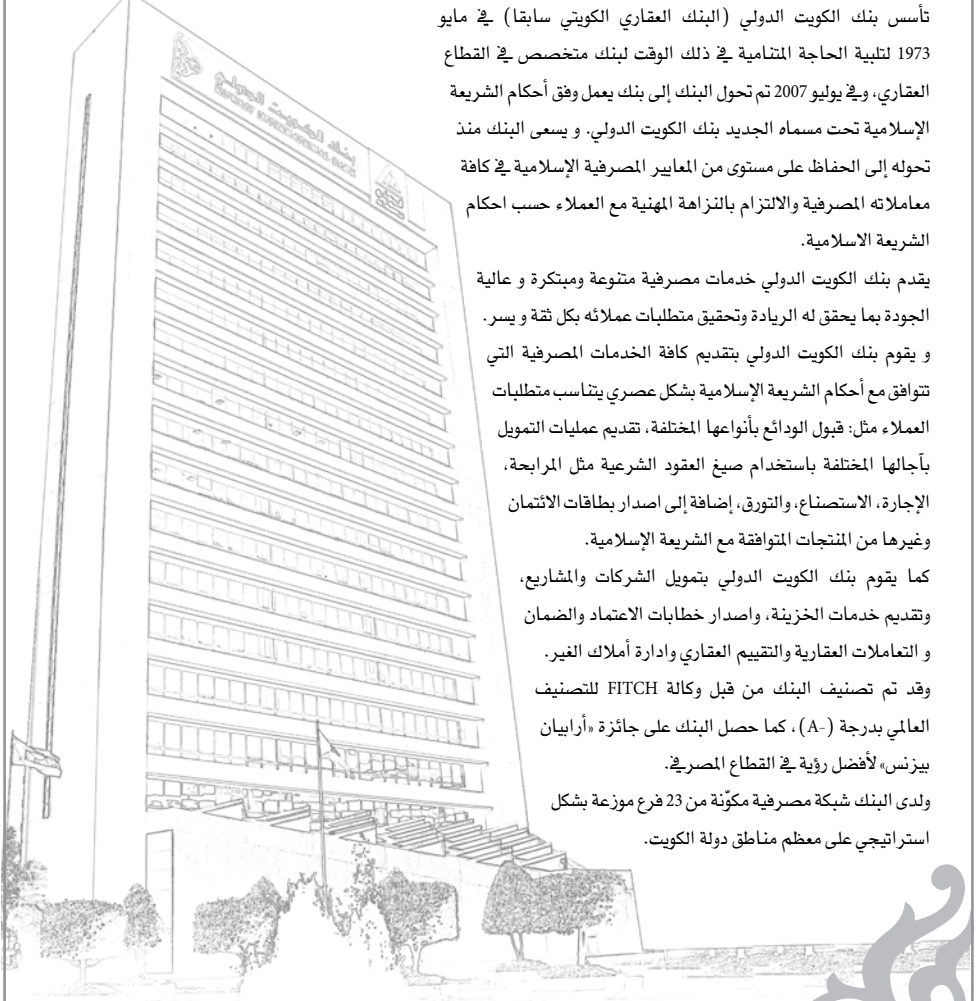 بنك الكويت الدولي
KUWAIT INTERNATIONAL BANK
تأسس بنك الكويت الدولي (البنك العقاري الكويتي سابقا) في مايو
1973 لتلبية الحاجة المتنامية في ذلك الوقت لبنك متخصص في القطاع
العقاري، وفي يوليو 2007 تم تحول البنك إلى بنك يعمل وفق أحكام الشريعة
الإسلامية تحت مسماه الجديد بنك الكويت الدولي. و يسعى البنك منذ
تحوله إلى الحفاظ على مستوى من المعايير المصرفية الإسلامية في كافة
معاملاته المصرفية والالتزام بالنزاهة المهنية مع العملاء حسب احكام
الشريعة الاسلامية.
يقدم بنك الكويت الدولي خدمات مصرفية متنوعة ومبتكرة و عالية
الجودة بما يحقق له الريادة وتحقيق متطلبات عملائه بكل ثقة و يسر.
و يقوم بنك الكويت الدولي بتقديم كافة الخدمات المصرفية التي
تتوافق مع أحكام الشريعة الإسلامية بشكل عصري يتناسب متطلبات
العملاء مثل: قبول الودائع بأنواعها المختلفة، تقديم عمليات التمويل
بآجالها المختلفة باستخدام صيغ العقود الشرعية مثل المرابحة،
الإجارة، الاستصناع، والتورق، إضافة إلى اصدار بطاقات الائتمان
وغيرها من المنتجات المتوافقة مع الشريعة الإسلامية.
كما يقوم بنك الكويت الدولي بتمويل الشركات والمشاريع،
وتقديم خدمات الخزينة، واصدار خطابات الاعتماد والضمان
و التعاملات العقارية والتقييم العقاري وادارة أملاك الغير.
وقد تم تصنيف البنك من قبل وكالة FITCH للتصنيف
العالمي بدرجة (A-)، كما حصل البنك على جائزة «أرابيان
بيزنس» لأفضل رؤية في القطاع المصرفي.
ولدى البنك شبكة مصرفية مكوّنة من 23 فرع موزعة بشكل
استراتيجي على معظم مناطق دولة الكويت.